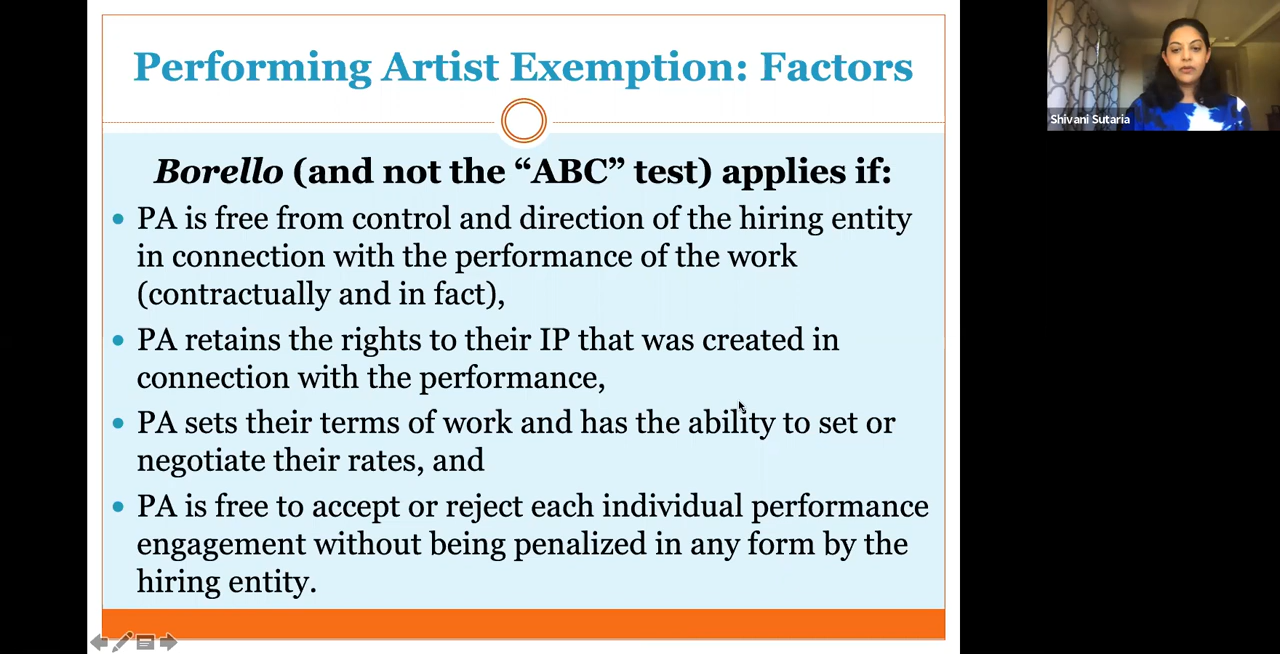 Performing Artist Exemption: Factors
Borello (and not the “ABC” test) applies if:
• PA is free from control and direction of the hiring entity
in connection with the performance of the work
(contractually and in fact),
• PA retains the rights to their IP that was created in
connection with the performance,
• PA sets their terms of work and has the ability to set or
negotiate their rates, and
• PA is free to accept or reject each individual performance
engagement without being penalized in any form by the
hiring entity.
Shivani Sutaria